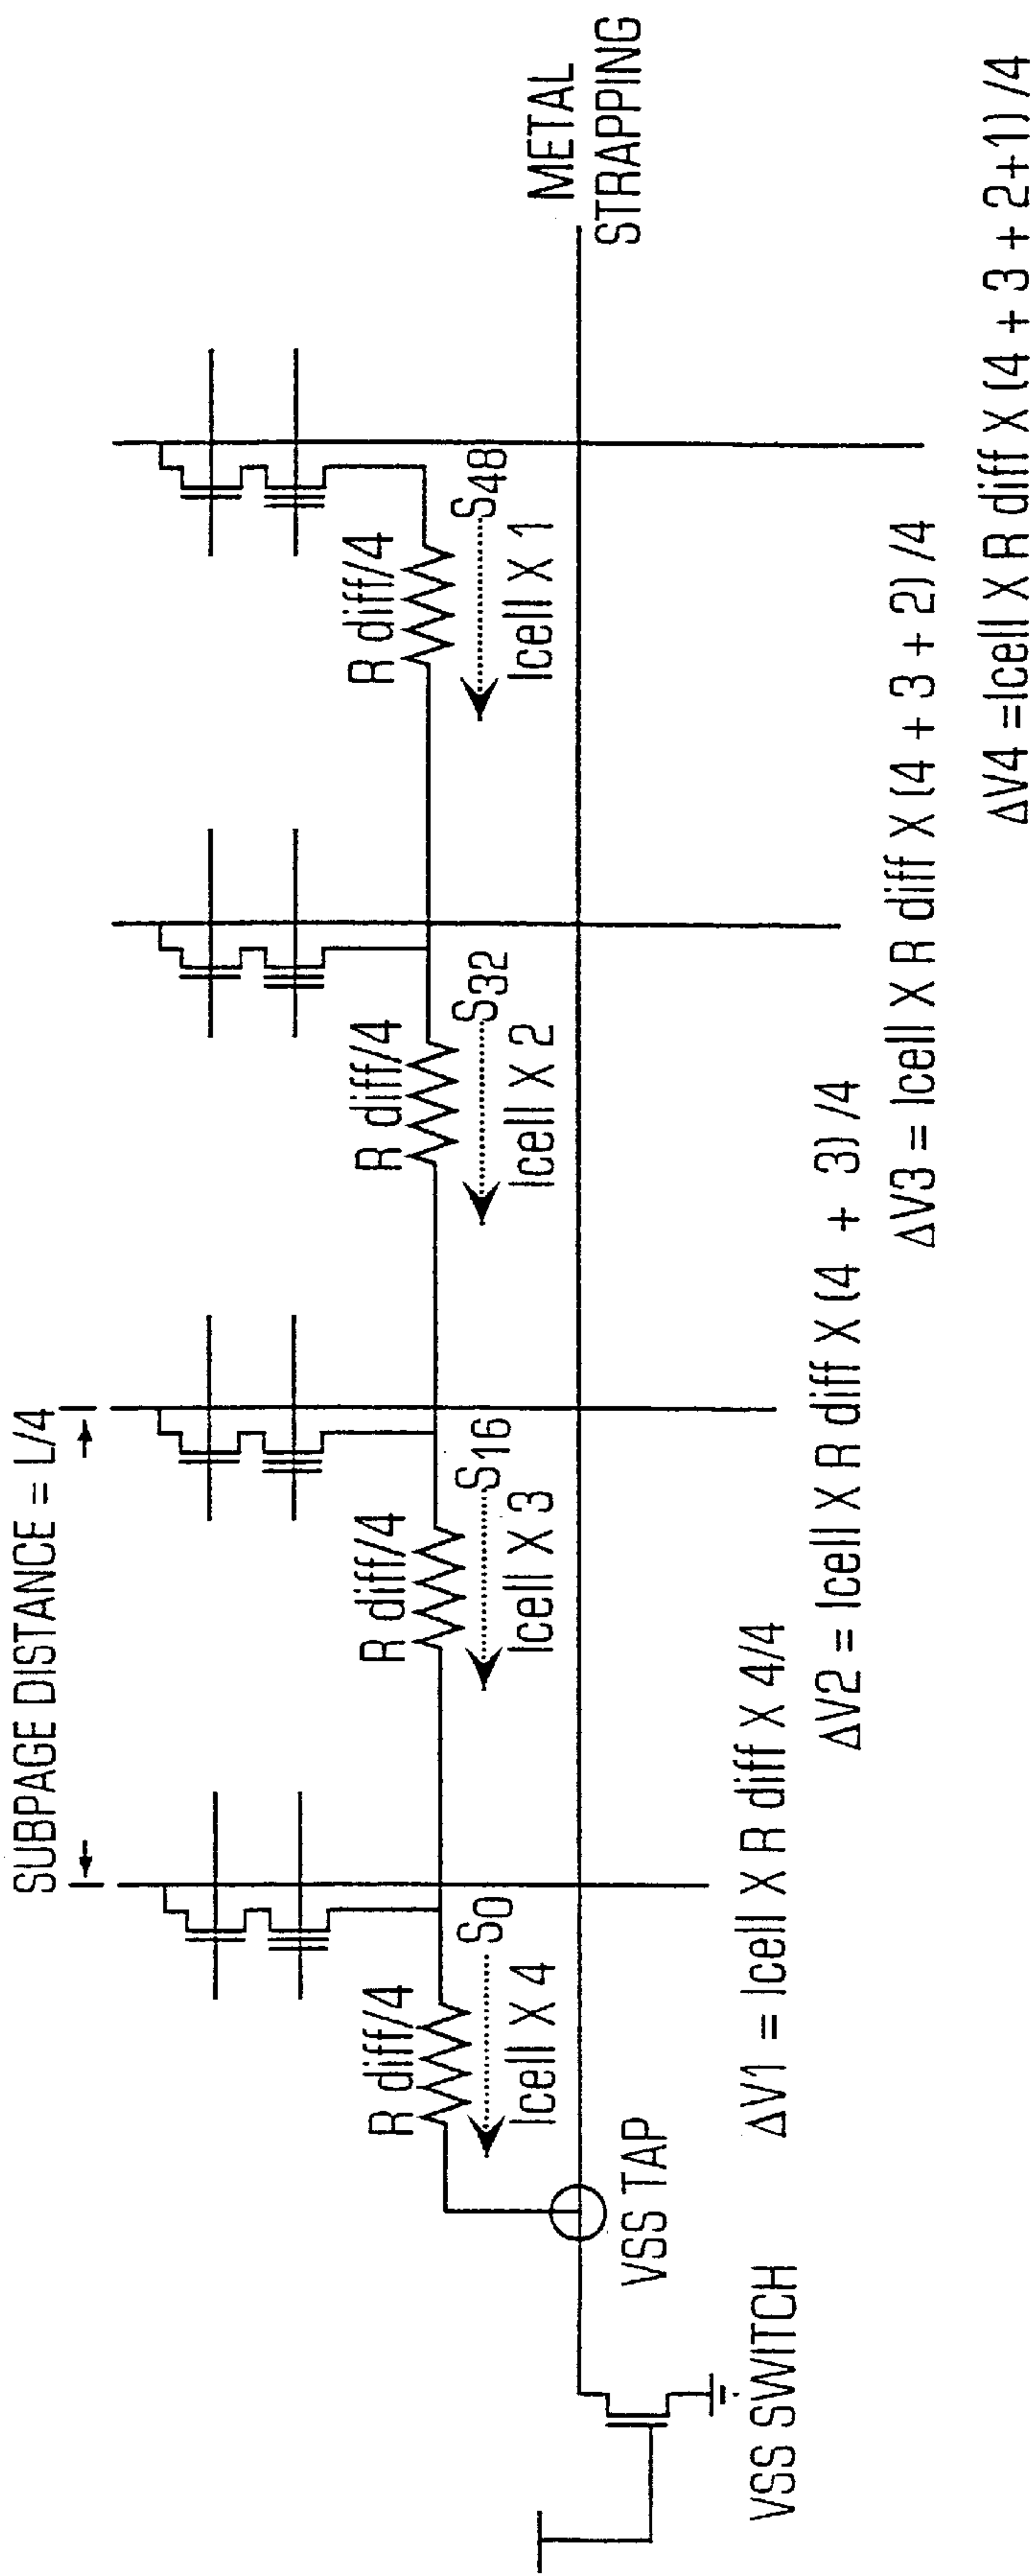 SUBPAGE DISTANCE = L/4
R diff/4
R diff/4
R diff/4
R diff/4
S0
S16
S32
S48
Icell X 4
Icell X 3
Icell X 2
Icell X 1
METAL
STRAPPING
VSS TAP
VSS SWITCH
ΔV1 = Icell X R diff X 4/4
ΔV2 = Icell X R diff X (4 + 3) /4
ΔV3 = Icell X R diff X (4 + 3 + 2) /4
ΔV4 =Icell X R diff X (4 + 3 + 2+1) /4